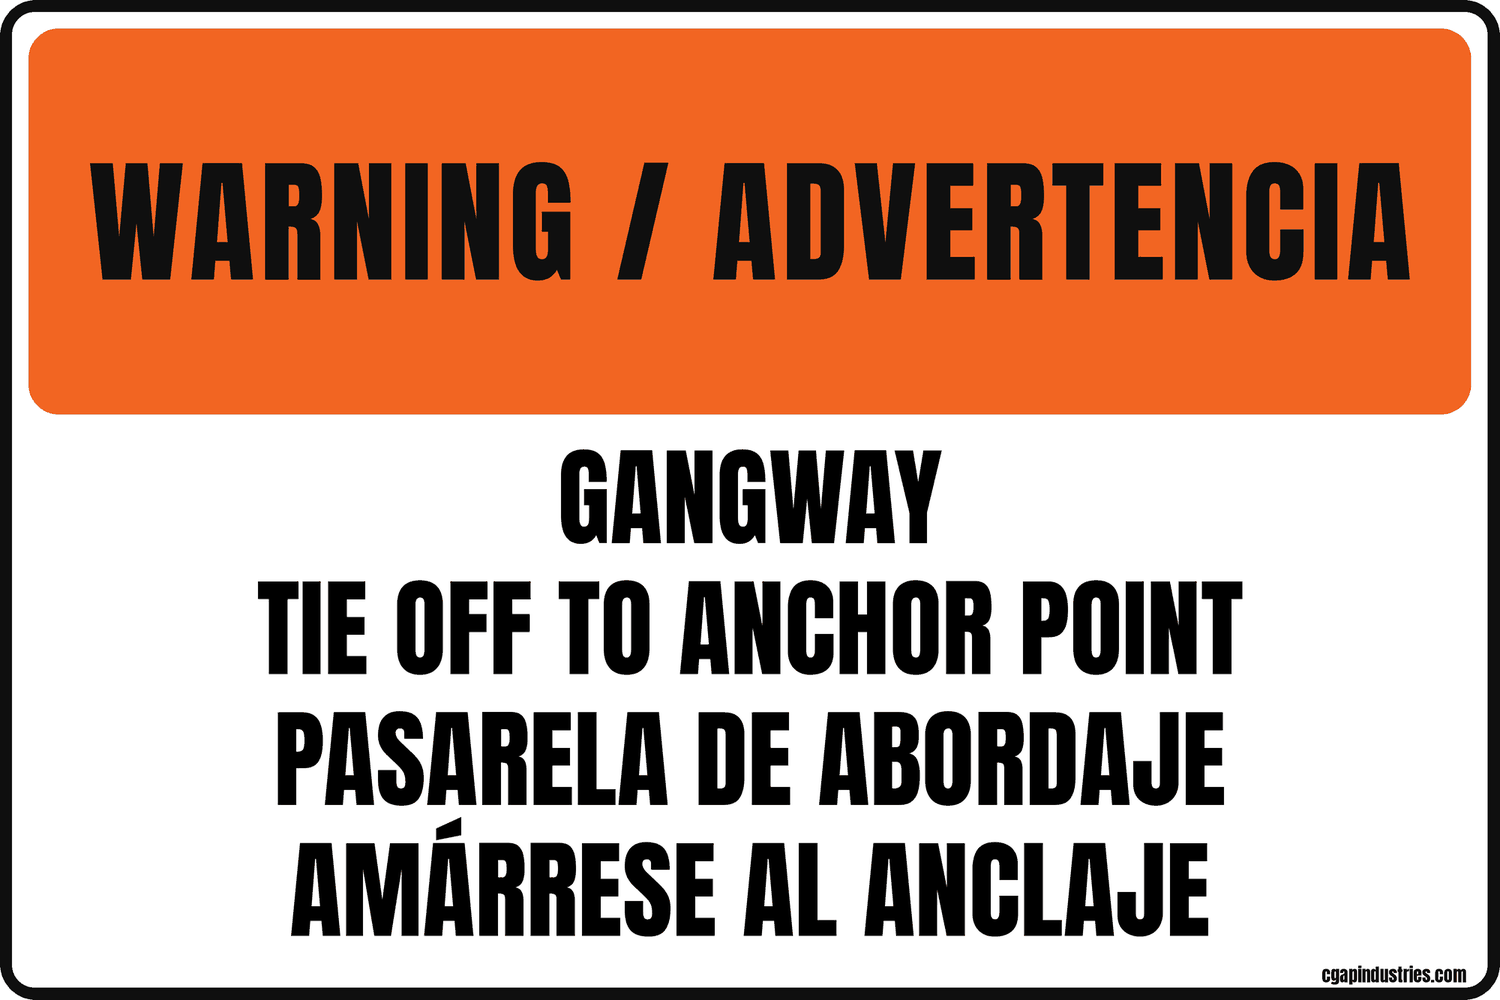 WARNING / ADVERTENCIA
GANGWAY
TIE OFF TO ANCHOR POINT
PASARELA DE ABORDAJE
AMÁRRESE AL ANCLAJE
cgapindustries.com